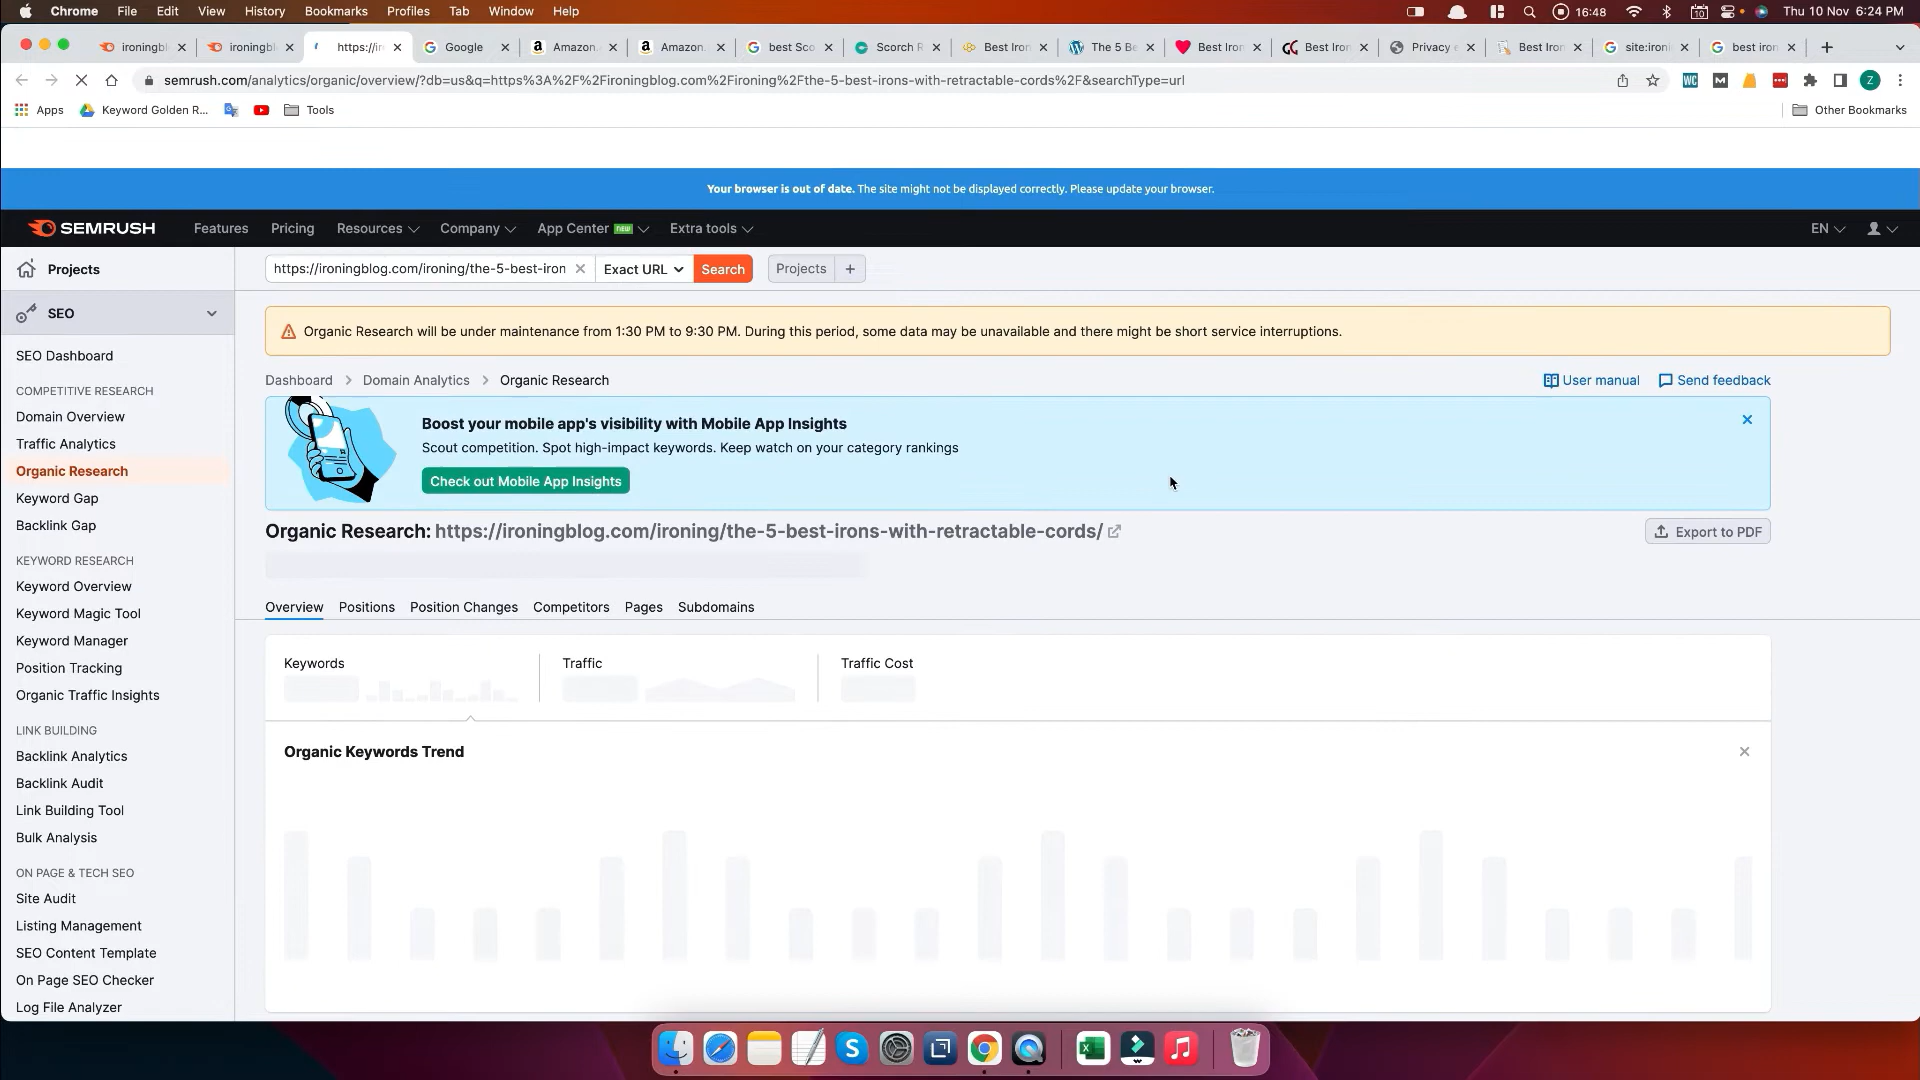 Chrome File Edit View History Bookmarks Profiles Tab Window Help 16:48 Thu 10 Nov 6:24 PM
ironingbl ironingbl https://ir Google Amazon. Amazon. best Sco Scorch R Best Iron The 5 Be Best Iron Best Iron Privacy e Best Iron site:ironi best iron
semrush.com/analytics/organic/overview/?db=us&q=https%3A%2F%2Fironingblog.com%2Fironing%2Fthe-5-best-irons-with-retractable-cords%2F&searchType=url
Apps Keyword Golden R... Tools Other Bookmarks
Your browser is out of date. The site might not be displayed correctly. Please update your browser.
SEMRUSH Features Pricing Resources Company App Center NEW Extra tools EN
Projects
https://ironingblog.com/ironing/the-5-best-iron Exact URL Search Projects +
SEO
Organic Research will be under maintenance from 1:30 PM to 9:30 PM. During this period, some data may be unavailable and there might be short service interruptions.
SEO Dashboard
COMPETITIVE RESEARCH
Domain Overview
Traffic Analytics
Organic Research
Keyword Gap
Backlink Gap
KEYWORD RESEARCH
Keyword Overview
Keyword Magic Tool
Keyword Manager
Position Tracking
Organic Traffic Insights
LINK BUILDING
Backlink Analytics
Backlink Audit
Link Building Tool
Bulk Analysis
ON PAGE & TECH SEO
Site Audit
Listing Management
SEO Content Template
On Page SEO Checker
Log File Analyzer
Dashboard > Domain Analytics > Organic Research User manual Send feedback
Boost your mobile app's visibility with Mobile App Insights
Scout competition. Spot high-impact keywords. Keep watch on your category rankings
Check out Mobile App Insights
Organic Research: https://ironingblog.com/ironing/the-5-best-irons-with-retractable-cords/ Export to PDF
Overview Positions Position Changes Competitors Pages Subdomains
Keywords Traffic Traffic Cost
Organic Keywords Trend